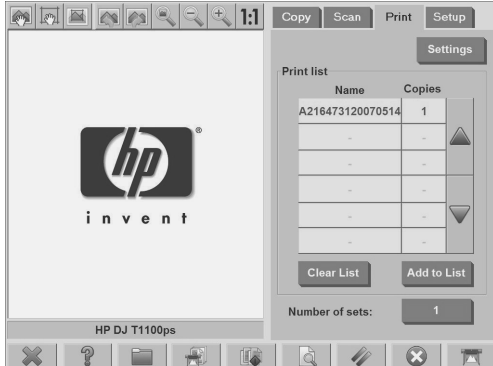 1:1
Copy Scan Print Setup
Settings
Print list
Name Copies
A216473120070514 1
- -
- -
- -
- -
- -
hp ®
invent
Clear List Add to List
Number of sets: 1
HP DJ T1100ps